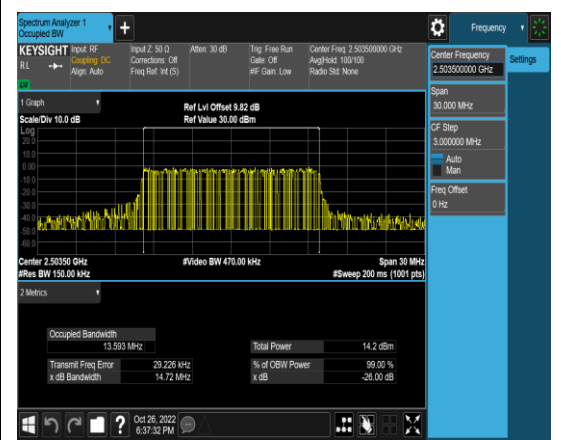 Spectrum Analyzer 1
Occupied BW
+
Frequency
KEYSIGHT
RL
Input: RF
Coupling: DC
Align: Auto
Input Z: 50 Ω
Corrections: Off
Freq Ref: Int (S)
Atten: 30 dB
Trig: Free Run
Gate: Off
#IF Gain: Low
Center Freq: 2.503500000 GHz
Avg|Hold: 100/100
Radio Std: None
Center Frequency
2.503500000 GHz
Settings
Span
30.000 MHz
CF Step
3.000000 MHz
Auto
Man
Freq Offset
0 Hz
1 Graph
Scale/Div 10.0 dB
Ref Lvl Offset 9.82 dB
Ref Value 30.00 dBm
Log
20.0
10.0
0.00
-10.0
-20.0
-30.0
-40.0
-50.0
-60.0
Center 2.50350 GHz
#Res BW 150.00 kHz
#Video BW 470.00 kHz
Span 30 MHz
#Sweep 200 ms (1001 pts)
2 Metrics
Occupied Bandwidth
13.593 MHz
Total Power 14.2 dBm
Transmit Freq Error 29.226 kHz
% of OBW Power 99.00 %
x dB Bandwidth 14.72 MHz
x dB -26.00 dB
?
Oct 26, 2022
6:37:32 PM